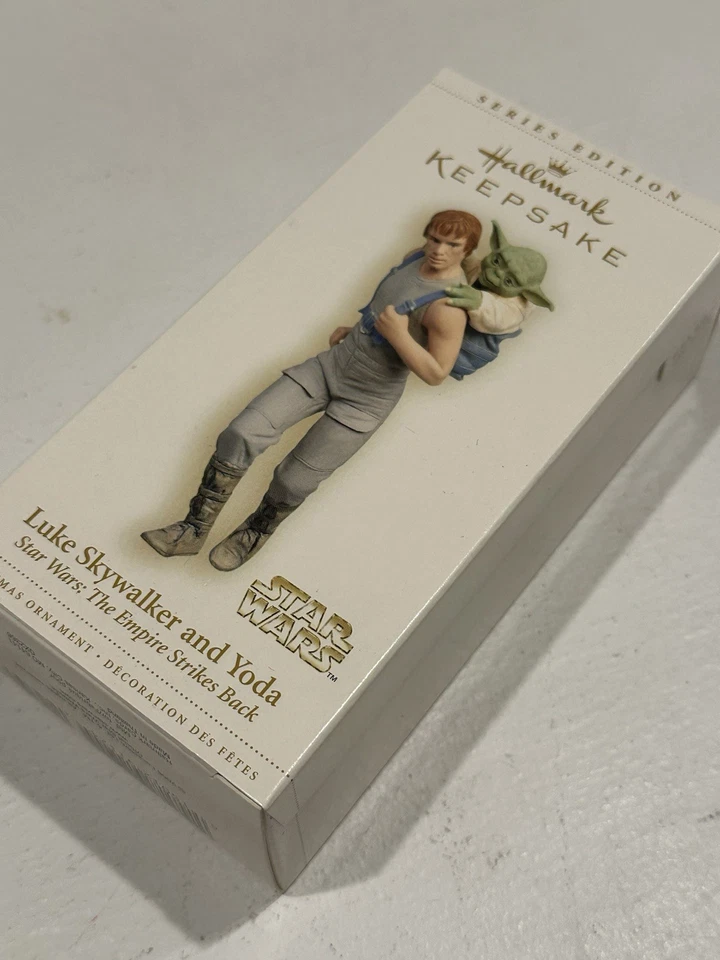 SERIES EDITION
Hallmark
KEEPSAKE
Luke Skywalker and Yoda
Star Wars: The Empire Strikes Back
STAR
WARS™
MAS ORNAMENT • DÉCORATION DES FÊTES